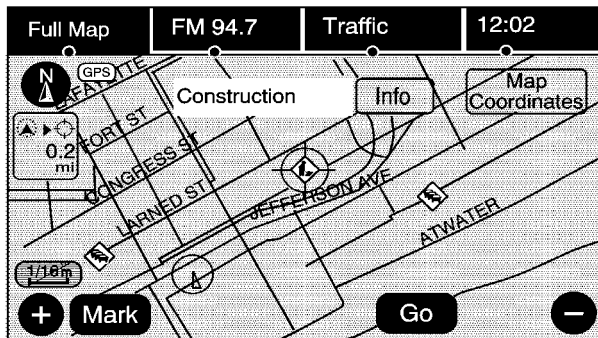 Full Map
FM 94.7
Traffic
12:02
N
GPS
LAFAYETTE
Construction
Info
Map
Coordinates
FORT ST
0.2
mi
CONGRESS ST
LARNED ST
JEFFERSON AVE
ATWATER
1/16m
+
Mark
Go
−